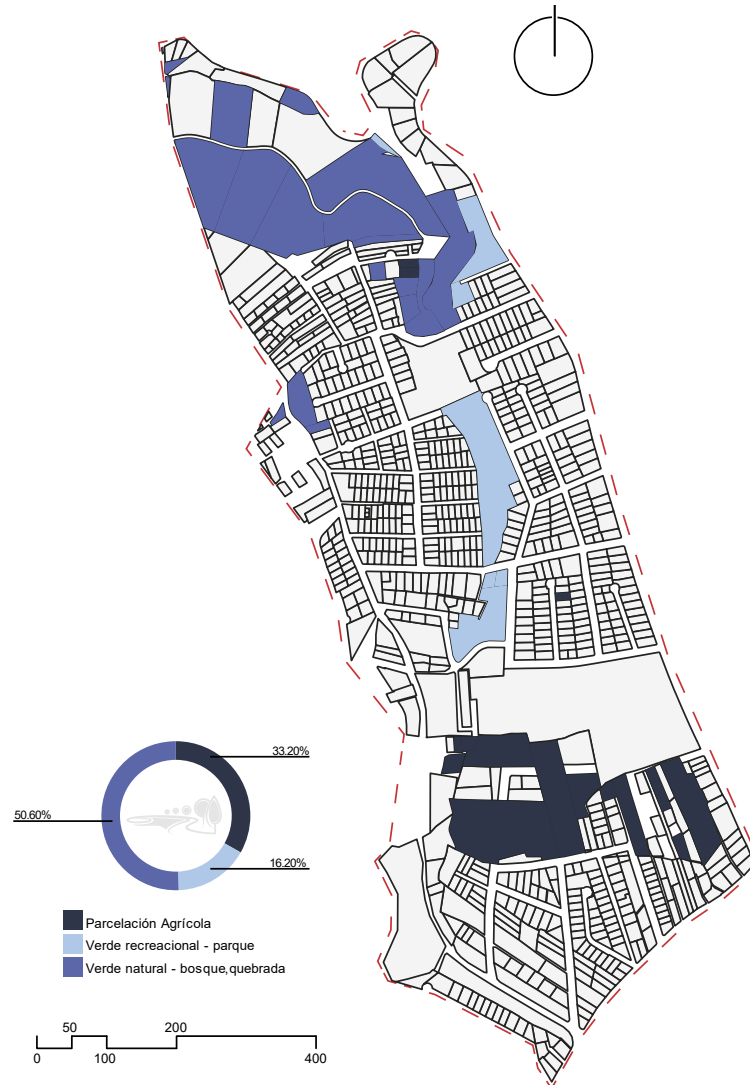 33.20%
50.60%
16.20%
Parcelación Agrícola
Verde recreacional - parque
Verde natural - bosque,quebrada
50 200
0 100 400